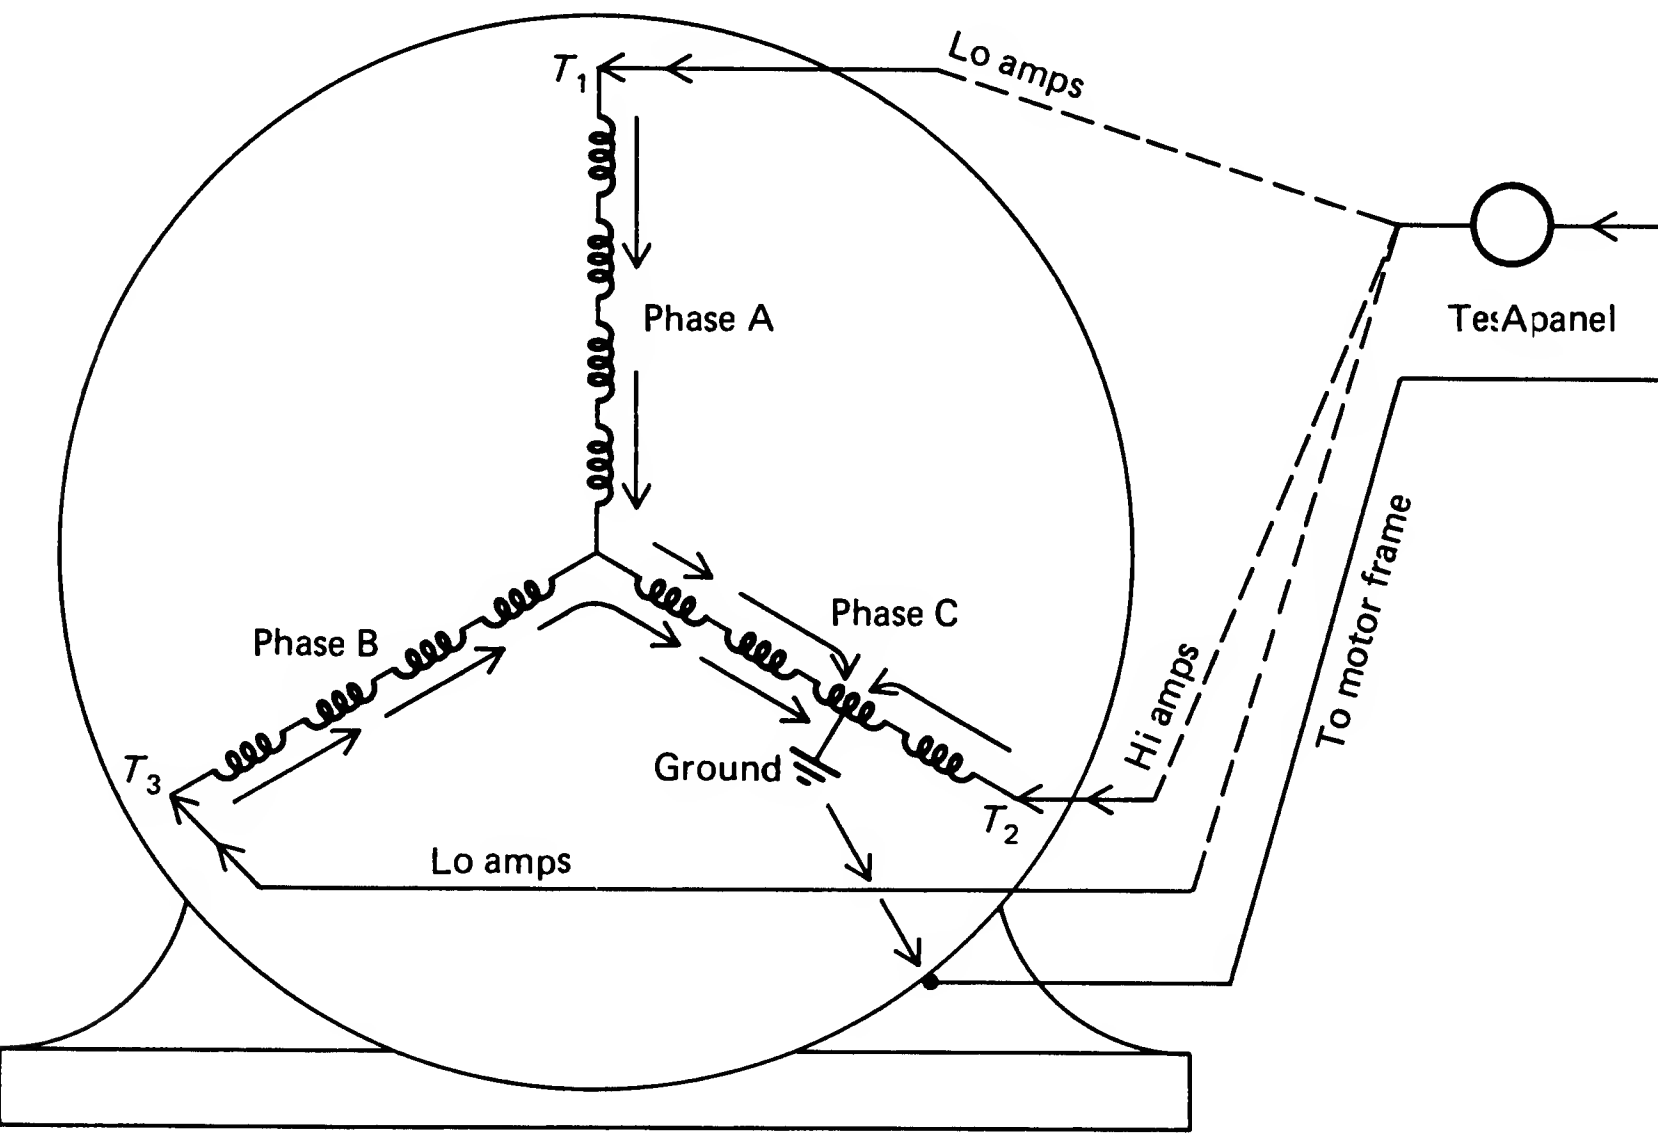 Lo amps
T1
Phase A
TesApanel
Phase C
To motor frame
Phase B
Hi amps
Ground
T3
T2
Lo amps